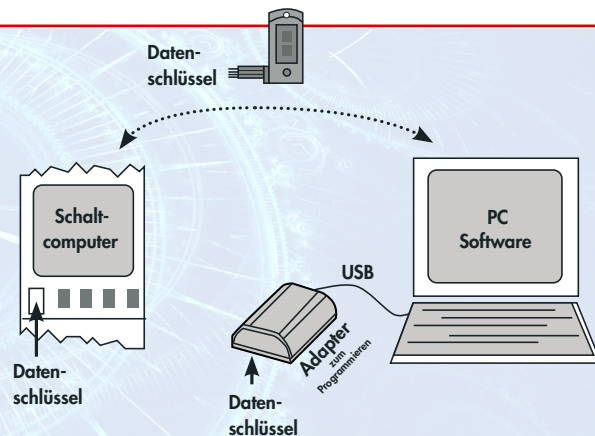 Daten-
schlüssel
Schalt-
computer
PC
Software
USB
Adapter
zum
Programmieren
Daten-
schlüssel
Daten-
schlüssel